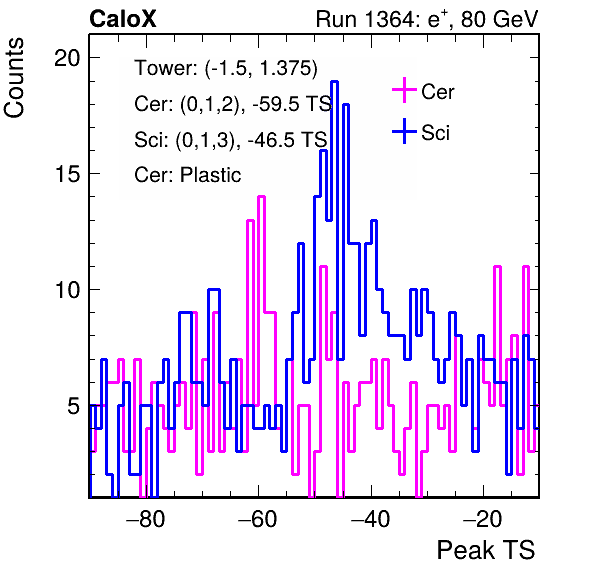 CaloX Run 1364: e+, 80 GeV
Counts
Tower: (-1.5, 1.375)
Cer: (0,1,2), -59.5 TS
Sci: (0,1,3), -46.5 TS
Cer: Plastic
Cer
Sci
20
15
10
5
−80 −60 −40 −20
Peak TS